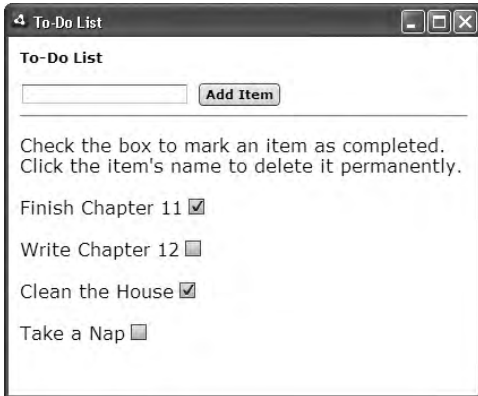 To-Do List
To-Do List
Add Item
Check the box to mark an item as completed.
Click the item's name to delete it permanently.
Finish Chapter 11
Write Chapter 12
Clean the House
Take a Nap